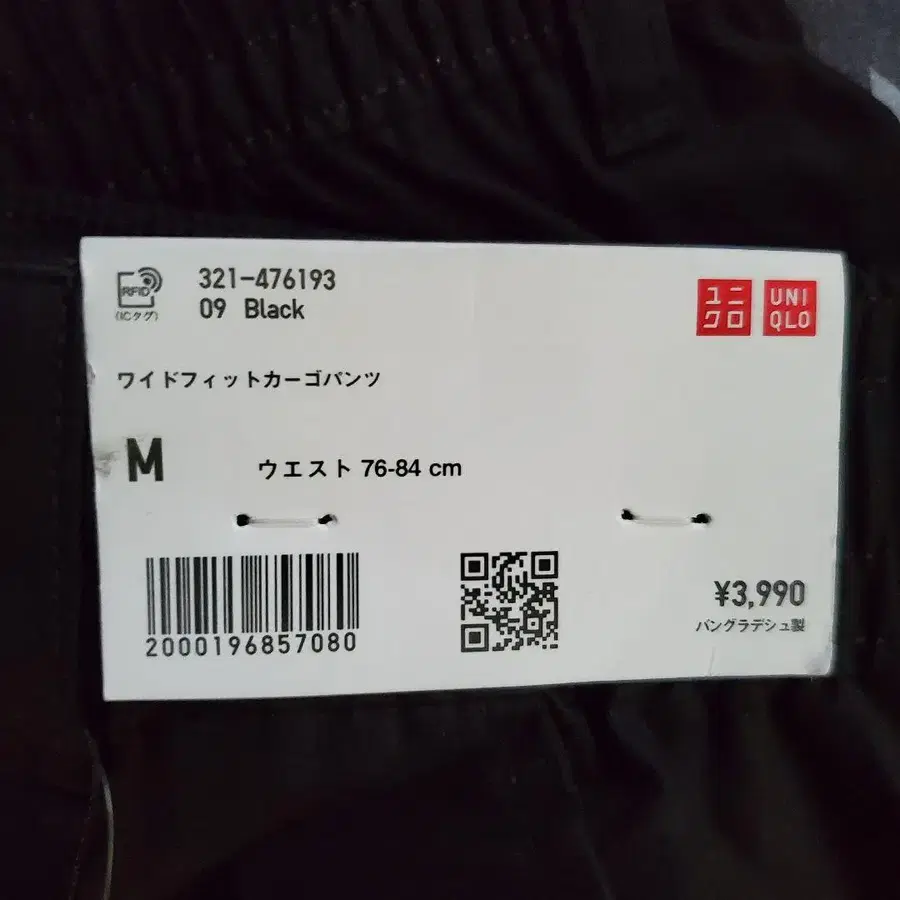 RFID
(ICタグ)
321-476193
09 Black
ユニ
クロ
UNI
QLO
ワイドフィットカーゴパンツ
M
ウエスト 76-84 cm
2000196857080
¥3,990
バングラデシュ製